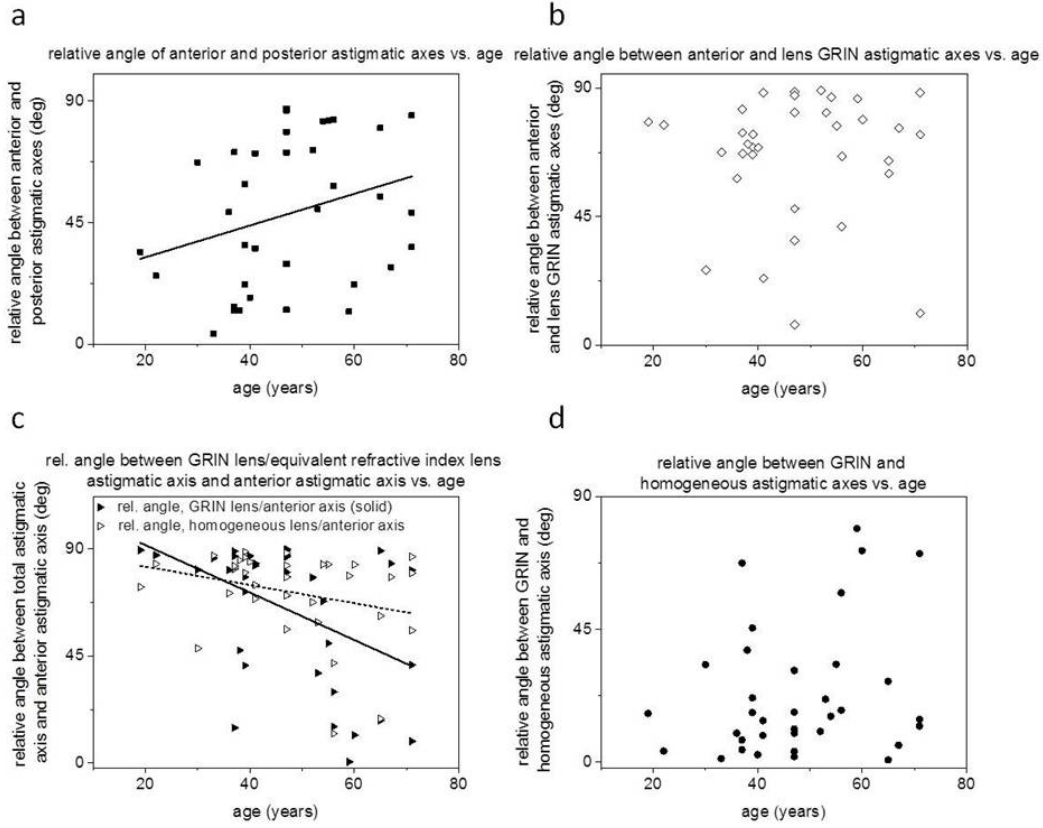 a
relative angle of anterior and posterior astigmatic axes vs. age
relative angle between anterior and
posterior astigmatic axes (deg)
90
45
0
20
40
60
80
age (years)
b
relative angle between anterior and lens GRIN astigmatic axes vs. age
relative angle between anterior
and lens GRIN astigmatic axes (deg)
90
45
0
20
40
60
80
age (years)
c
rel. angle between GRIN lens/equivalent refractive index lens
astigmatic axis and anterior astigmatic axis vs. age
rel. angle, GRIN lens/anterior axis (solid)
rel. angle, homogeneous lens/anterior axis
relative angle between total astigmatic
axis and anterior astigmatic axis (deg)
90
45
0
20
40
60
80
age (years)
d
relative angle between GRIN and
homogeneous astigmatic axes vs. age
relative angle between GRIN and
homogeneous astigmatic axis (deg)
90
45
0
20
40
60
80
age (years)